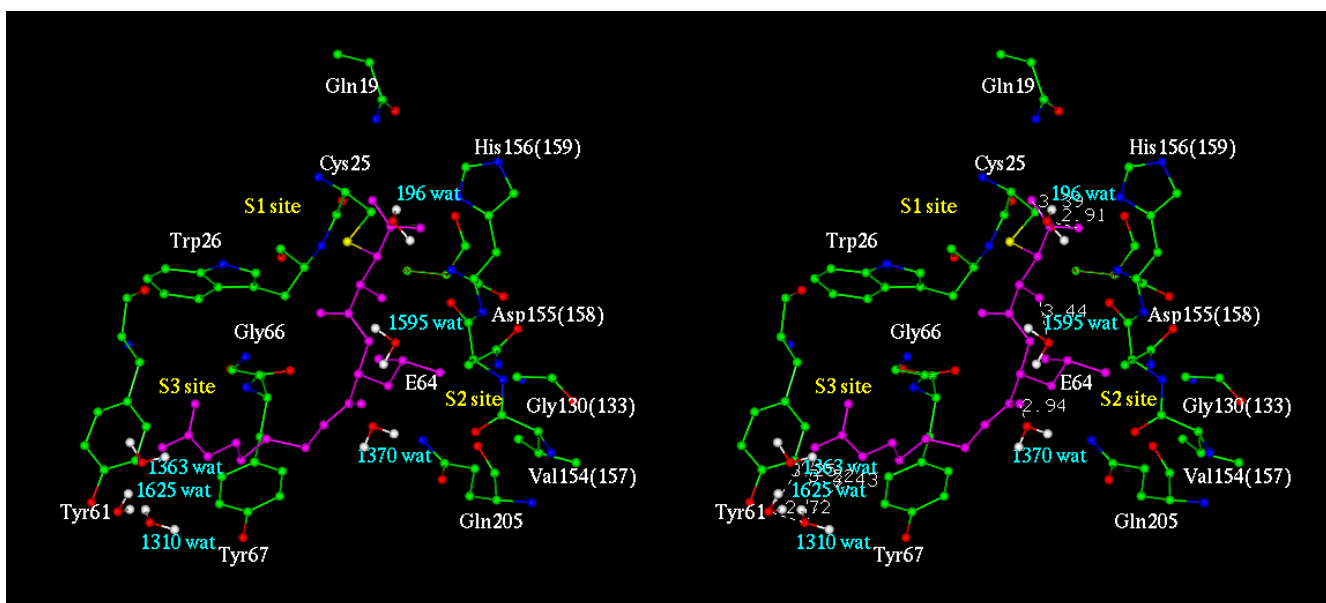 Gln19
His156(159)
Cys25
196 wat
S1 site
Trp26
1595 wat
Asp155(158)
Gly66
E64
S3 site
S2 site
Gly130(133)
1370 wat
1363 wat
Val154(157)
1625 wat
Tyr61
Gln205
1310 wat
Tyr67
Gln19
His156(159)
Cys25
196 wat
S1 site
2.91
Trp26
3.44
1595 wat
Asp155(158)
Gly66
E64
S3 site
S2 site
2.94
Gly130(133)
1370 wat
1363 wat
Val154(157)
1625 wat
2.72
Tyr61
Gln205
1310 wat
Tyr67